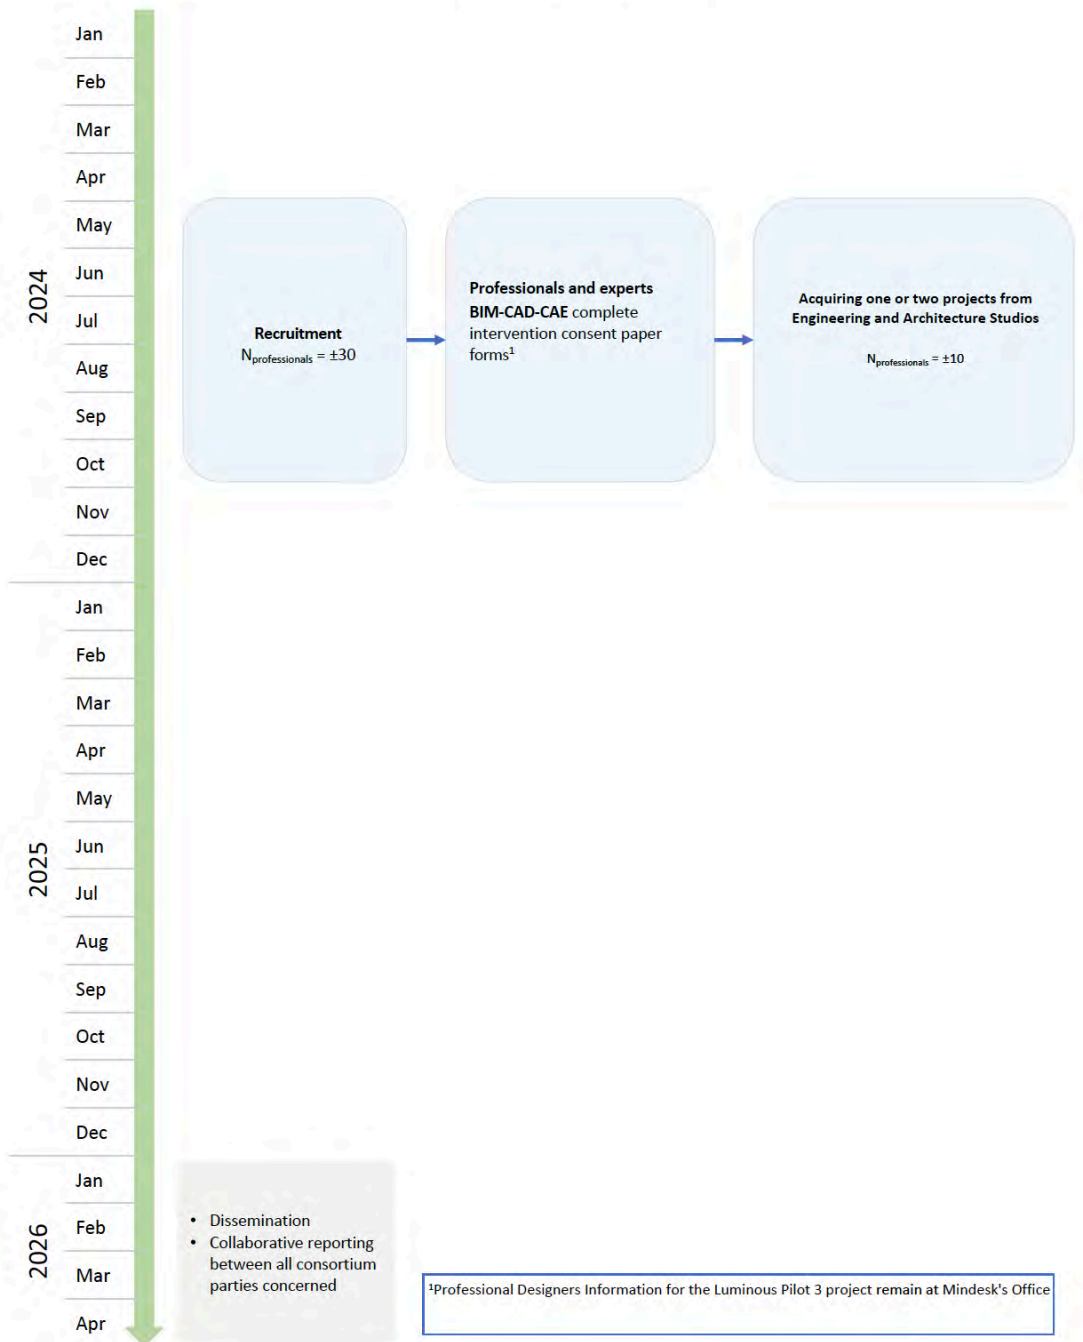 2024
Jan
Feb
Mar
Apr
May
Jun
Jul
Aug
Sep
Oct
Nov
Dec
Recruitment
Nprofessionals = ±30
Professionals and experts
BIM-CAD-CAE complete
intervention consent paper
forms¹
Acquiring one or two projects from
Engineering and Architecture Studios
Nprofessionals = ±10
2025
Jan
Feb
Mar
Apr
May
Jun
Jul
Aug
Sep
Oct
Nov
Dec
2026
Jan
Feb
Mar
Apr
• Dissemination
• Collaborative reporting
between all consortium
parties concerned
¹Professional Designers Information for the Luminous Pilot 3 project remain at Mindesk's Office